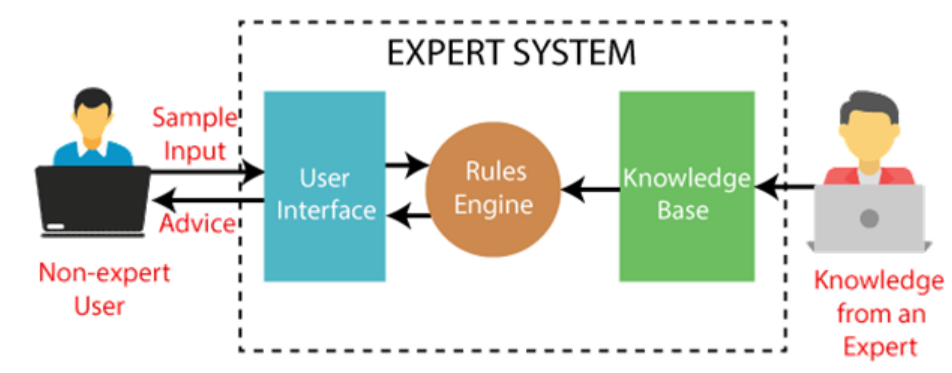 EXPERT SYSTEM
Sample
Input
Advice
Non-expert
User
User
Interface
Rules
Engine
Knowledge
Base
Knowledge
from an
Expert